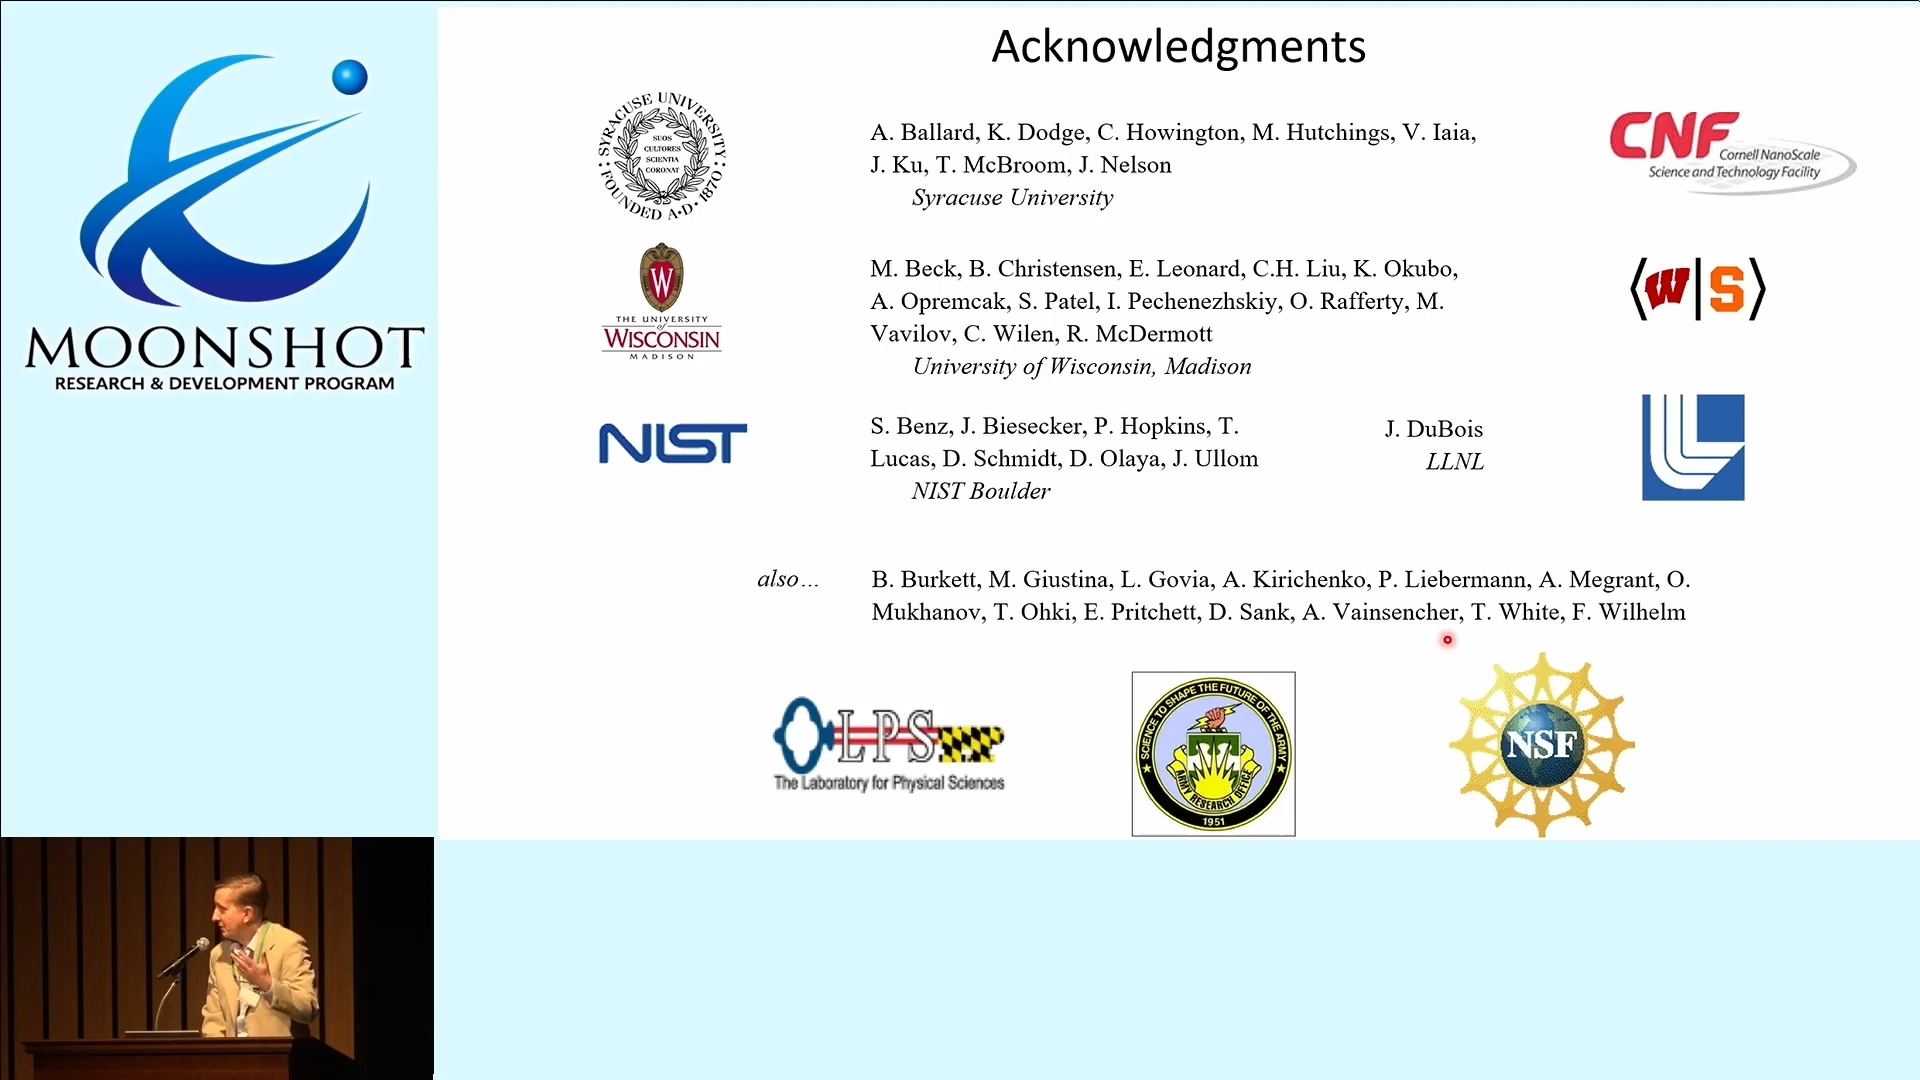 MOONSHOT
RESEARCH & DEVELOPMENT PROGRAM
Acknowledgments
SYRACUSE UNIVERSITY
FOUNDED A·D· 1870
SUOS
CULTORES
SCIENTIA
CORONAT
A. Ballard, K. Dodge, C. Howington, M. Hutchings, V. Iaia,
J. Ku, T. McBroom, J. Nelson
Syracuse University
CNF
Cornell NanoScale
Science and Technology Facility
W
THE UNIVERSITY
of
WISCONSIN
MADISON
M. Beck, B. Christensen, E. Leonard, C.H. Liu, K. Okubo,
A. Opremcak, S. Patel, I. Pechenezhskiy, O. Rafferty, M.
Vavilov, C. Wilen, R. McDermott
University of Wisconsin, Madison
⟨W|S⟩
NIST
S. Benz, J. Biesecker, P. Hopkins, T.
Lucas, D. Schmidt, D. Olaya, J. Ullom
NIST Boulder
J. DuBois
LLNL
also…
B. Burkett, M. Giustina, L. Govia, A. Kirichenko, P. Liebermann, A. Megrant, O.
Mukhanov, T. Ohki, E. Pritchett, D. Sank, A. Vainsencher, T. White, F. Wilhelm
LPS
The Laboratory for Physical Sciences
SCIENCE TO SHAPE THE FUTURE OF THE ARMY
ARMY RESEARCH OFFICE
1951
NSF